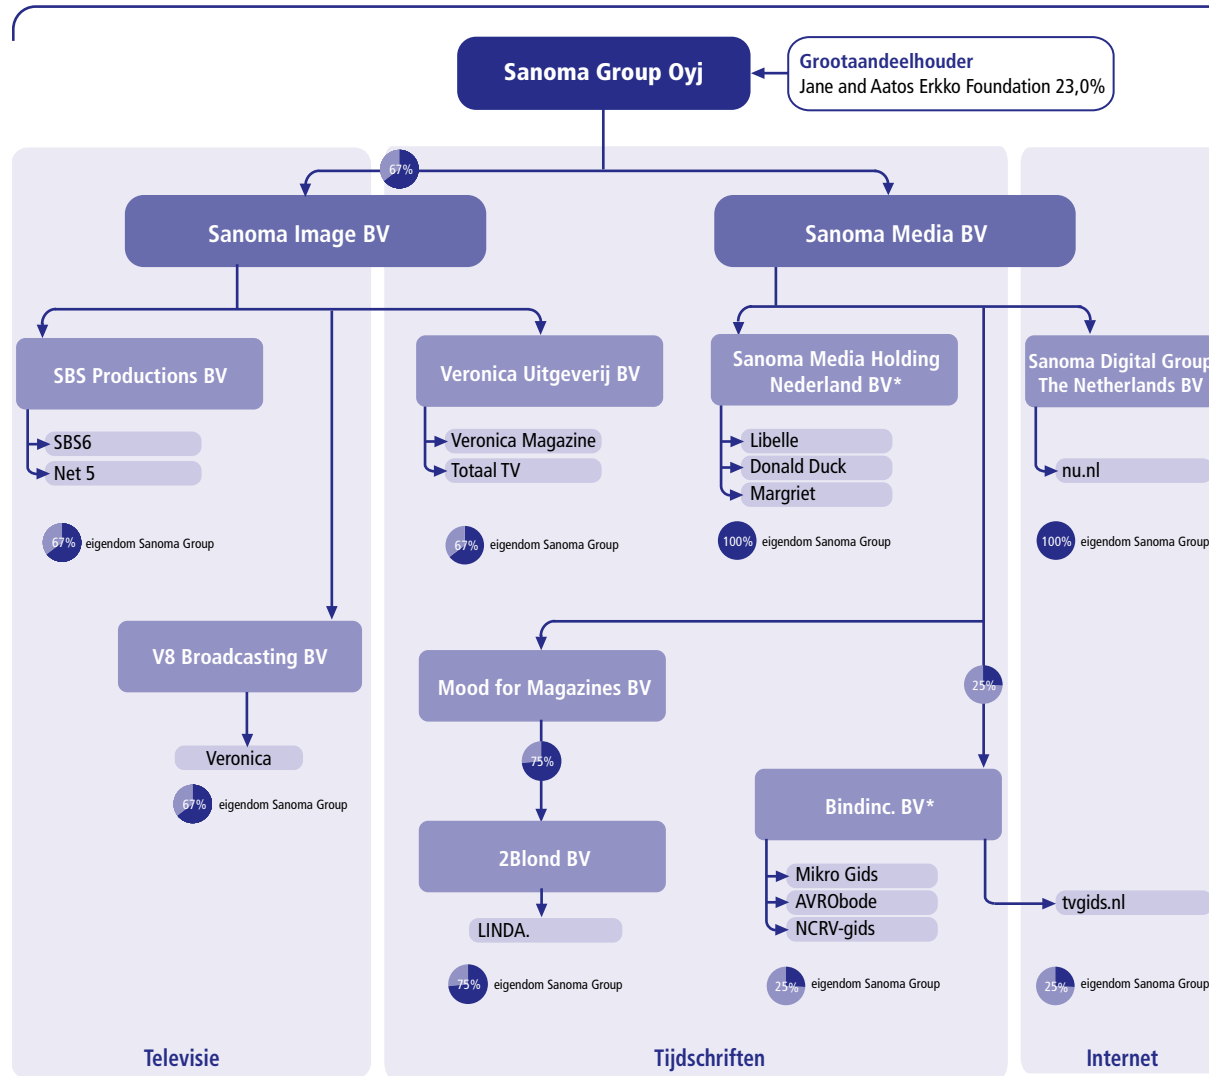 Sanoma Group Oyj
Grootaandeelhouder
Jane and Aatos Erkko Foundation 23,0%
67%
Sanoma Image BV
Sanoma Media BV
SBS Productions BV
SBS6
Net 5
67% eigendom Sanoma Group
Veronica Uitgeverij BV
Veronica Magazine
Totaal TV
67% eigendom Sanoma Group
Sanoma Media Holding
Nederland BV*
Libelle
Donald Duck
Margriet
100% eigendom Sanoma Group
Sanoma Digital Group
The Netherlands BV
nu.nl
100% eigendom Sanoma Group
V8 Broadcasting BV
Veronica
67% eigendom Sanoma Group
Mood for Magazines BV
75%
2Blond BV
LINDA.
75% eigendom Sanoma Group
25%
Bindinc. BV*
Mikro Gids
AVRObode
NCRV-gids
25% eigendom Sanoma Group
tvgids.nl
25% eigendom Sanoma Group
Televisie
Tijdschriften
Internet